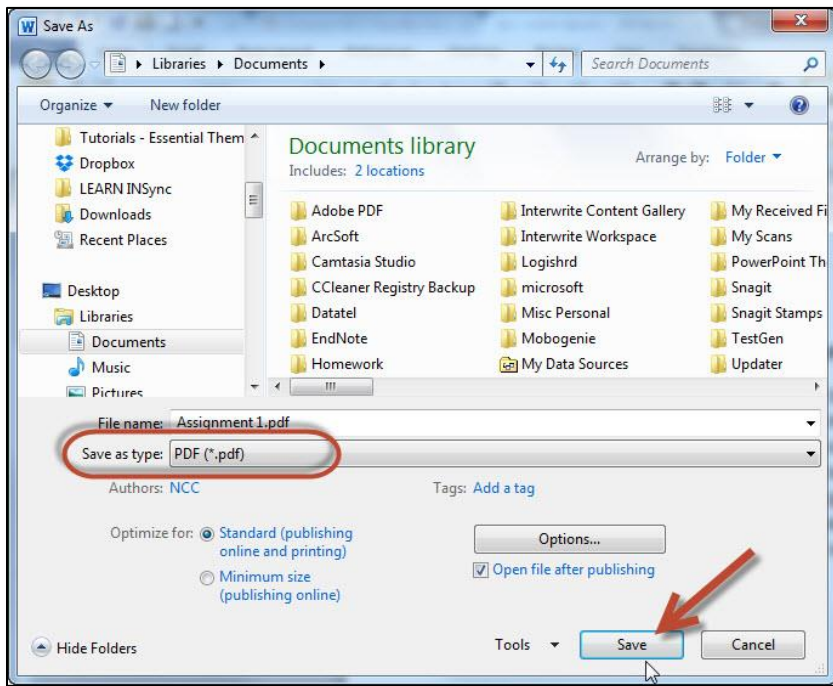 Save As
Libraries ▸ Documents ▸
Search Documents
Organize New folder
Tutorials - Essential Them
Dropbox
LEARN INSync
Downloads
Recent Places
Desktop
Libraries
Documents
Music
Pictures
Documents library
Includes: 2 locations
Arrange by: Folder
Adobe PDF Interwrite Content Gallery My Received Fi
ArcSoft Interwrite Workspace My Scans
Camtasia Studio Logishrd PowerPoint Th
CCleaner Registry Backup microsoft Snagit
Datatel Misc Personal Snagit Stamps
EndNote Mobogenie TestGen
Homework My Data Sources Updater
File name: Assignment 1.pdf
Save as type: PDF (*.pdf)
Authors: NCC Tags: Add a tag
Optimize for: Standard (publishing
online and printing)
Minimum size
(publishing online)
Options...
Open file after publishing
Hide Folders Tools Save Cancel